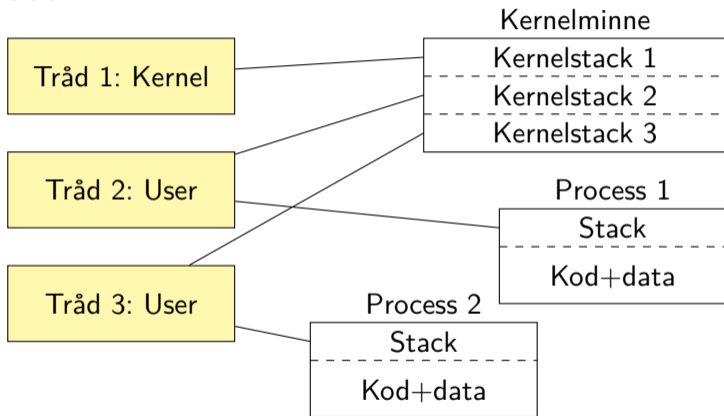 Kernelminne
Tråd 1: Kernel
Kernelstack 1
Kernelstack 2
Kernelstack 3
Tråd 2: User
Process 1
Stack
Kod+data
Tråd 3: User
Process 2
Stack
Kod+data